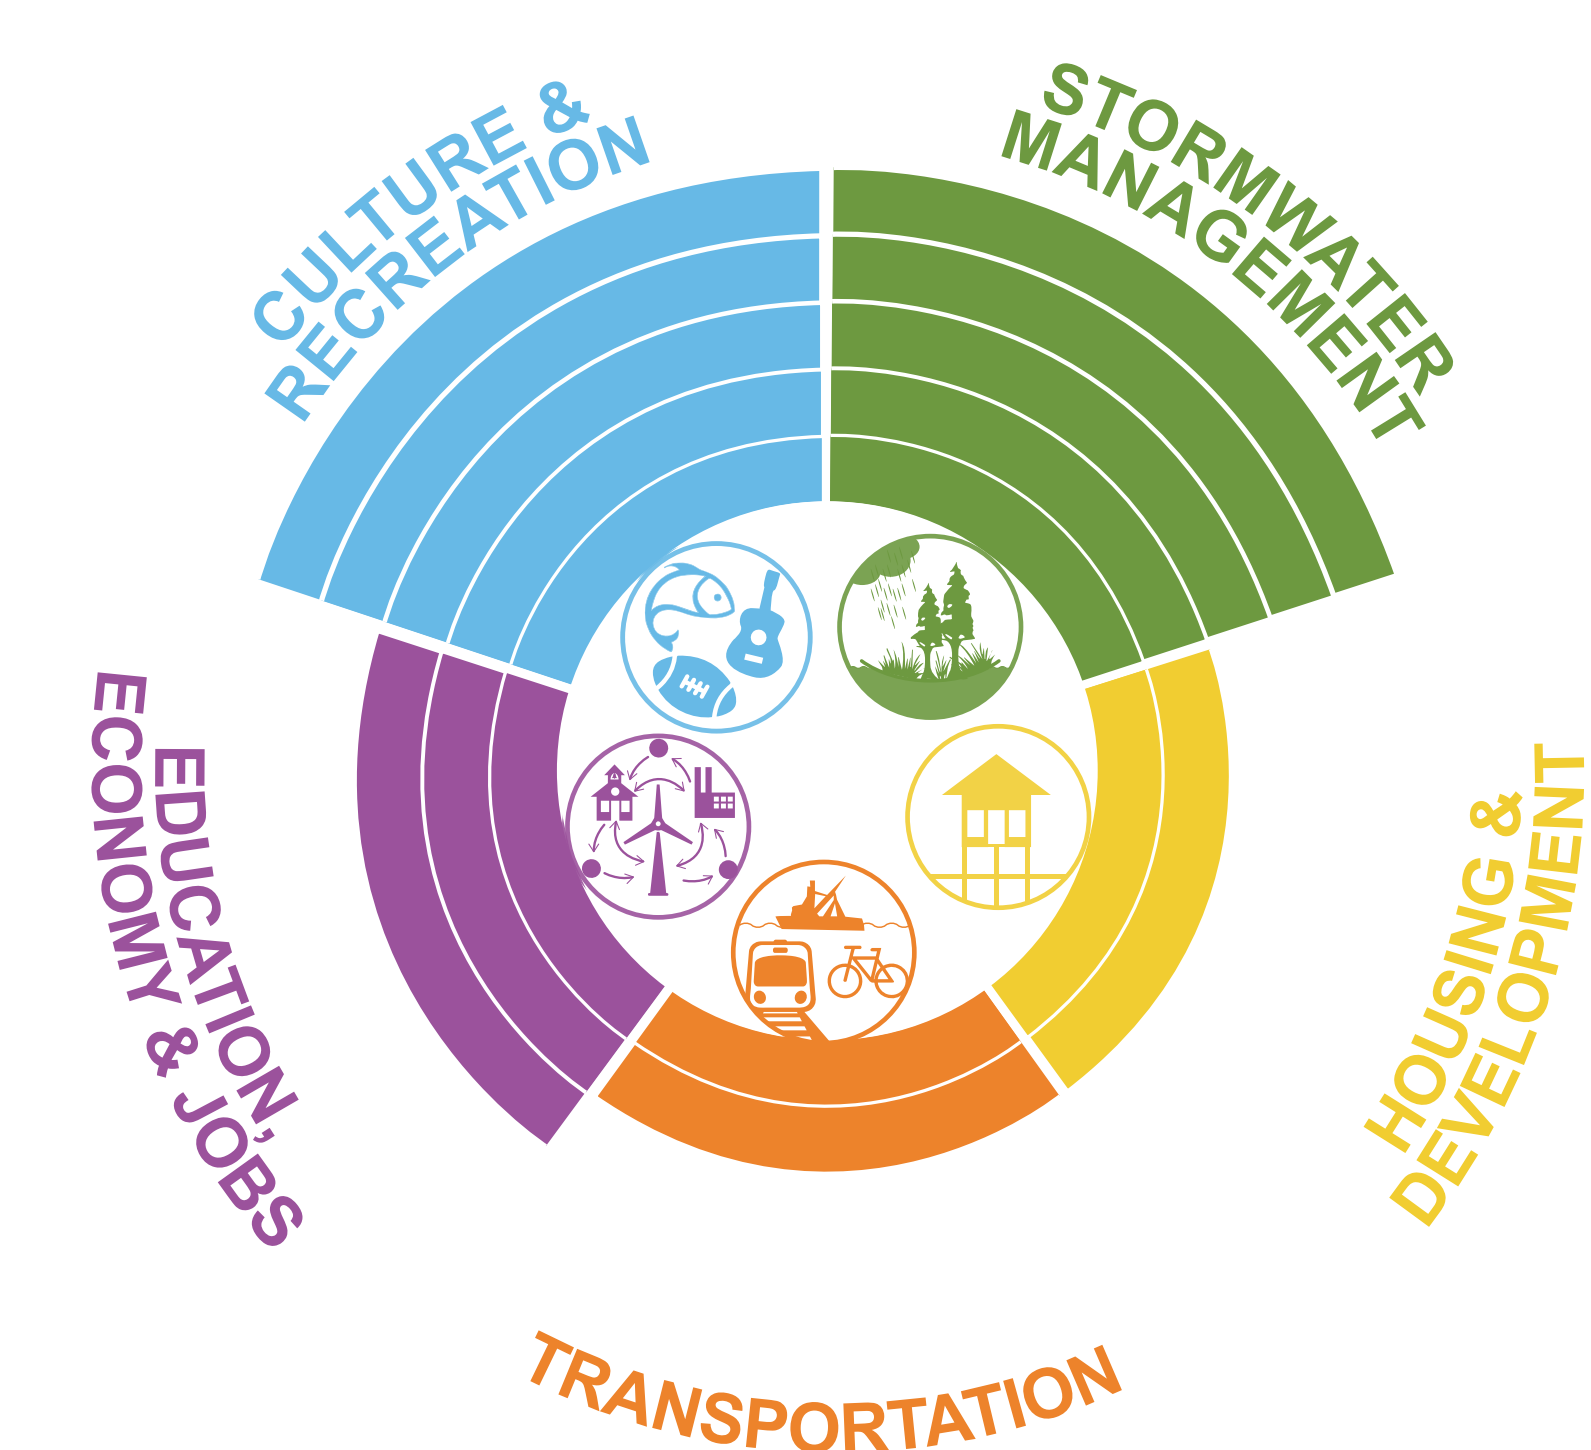 CULTURE &
RECREATION
STORMWATER
MANAGEMENT
EDUCATION,
ECONOMY & JOBS
HOUSING &
DEVELOPMENT
TRANSPORTATION